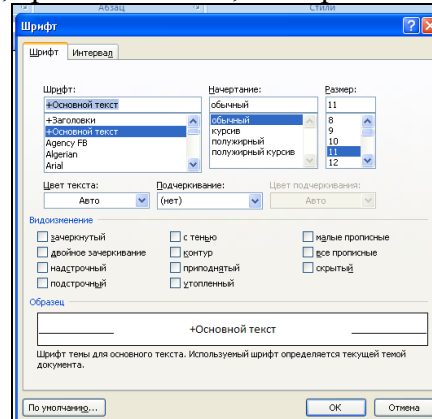 Абзац Стили
Шрифт
Шрифт Интервал
Шрифт: Начертание: Размер:
+Основной текст обычный 11
+Заголовки обычный 8
+Основной текст курсив 9
Agency FB полужирный 10
Algerian полужирный курсив 11
Arial 12
Цвет текста: Подчеркивание: Цвет подчеркивания:
Авто (нет) Авто
Видоизменение
зачеркнутый с тенью малые прописные
двойное зачеркивание контур все прописные
надстрочный приподнятый скрытый
подстрочный утопленный
Образец
+Основной текст
Шрифт темы для основного текста. Используемый шрифт определяется текущей темой
документа.
По умолчанию... ОК Отмена